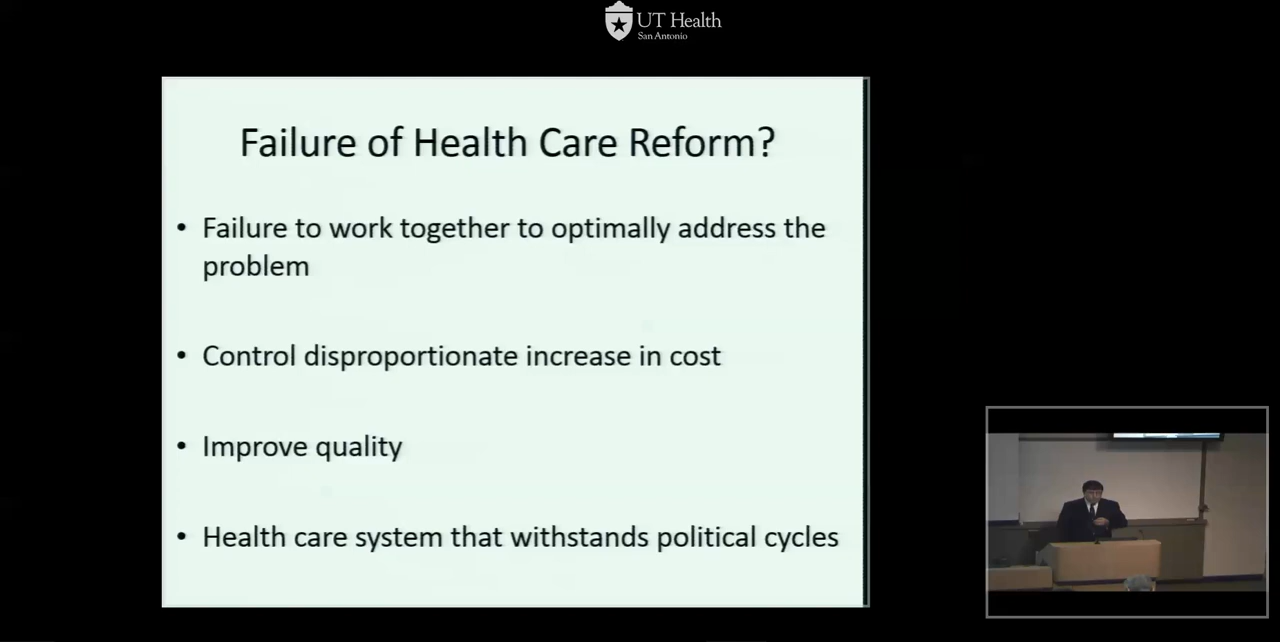 UT Health
San Antonio
Failure of Health Care Reform?
• Failure to work together to optimally address the
problem
• Control disproportionate increase in cost
• Improve quality
• Health care system that withstands political cycles